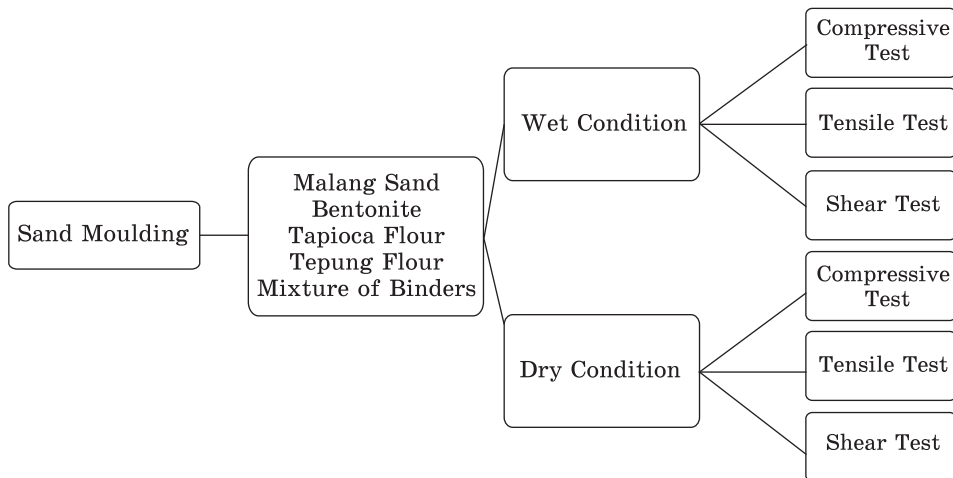 Sand Moulding
Malang Sand
Bentonite
Tapioca Flour
Tepung Flour
Mixture of Binders
Wet Condition
Compressive
Test
Tensile Test
Shear Test
Dry Condition
Compressive
Test
Tensile Test
Shear Test